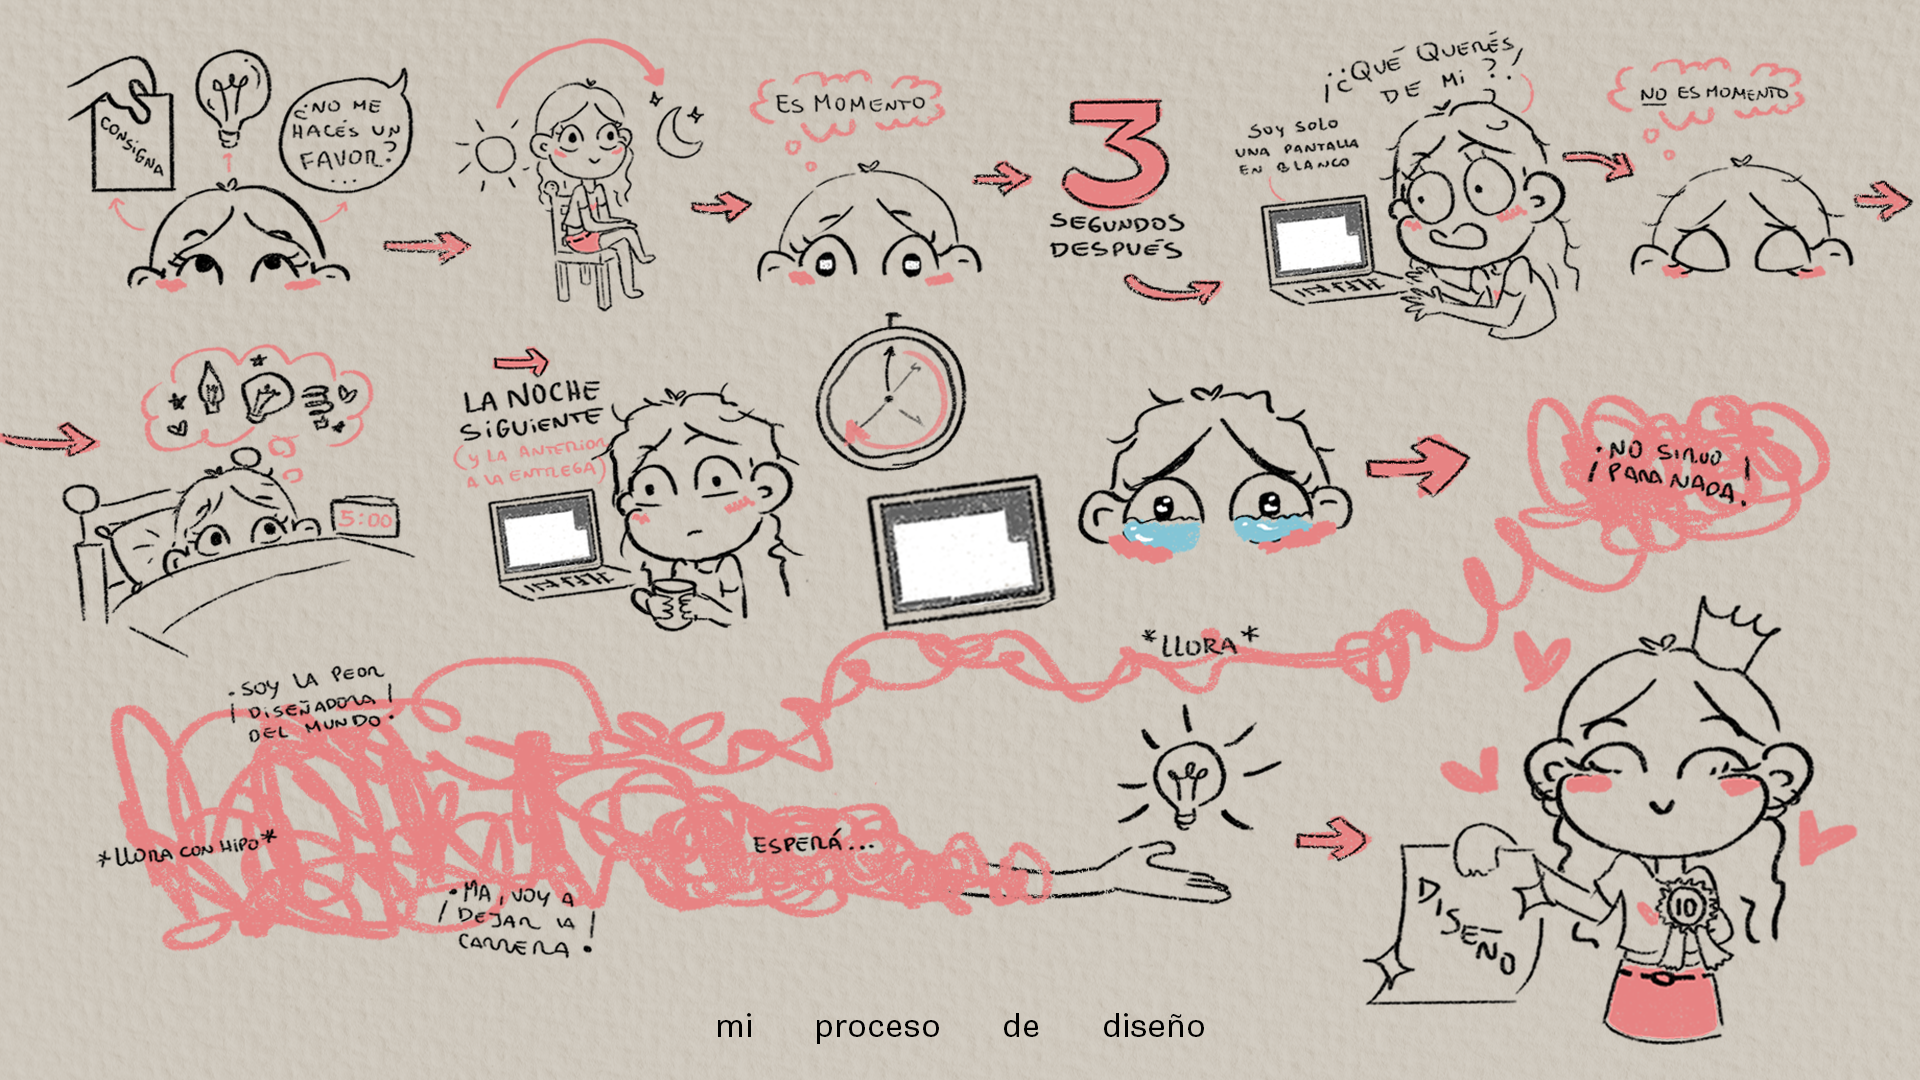 CONSIGNA
¿NO ME
HACÉS UN
FAVOR?
...
ES MOMENTO
3
SEGUNDOS
DESPUÉS
¡¿QUÉ QUERÉS
DE MI?!
SOY SOLO
UNA PANTALLA
EN BLANCO
NO ES MOMENTO
5:00
LA NOCHE
SIGUIENTE
(Y LA ANTERIOR
A LA ENTREGA)
¡NO SIRVO
PARA NADA!
*LLORA*
¡SOY LA PEOR
DISEÑADORA
DEL MUNDO!
*LLORA CON HIPO*
¡MA, VOY A
DEJAR LA
CARRERA!
ESPERÁ...
DISEÑO
10
mi proceso de diseño